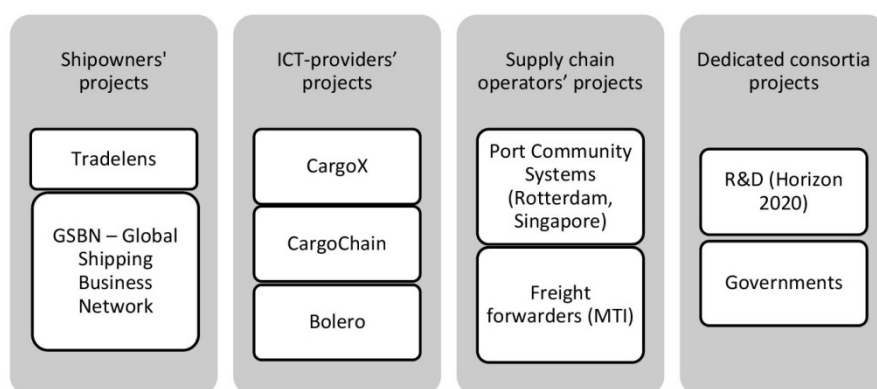 Shipowners'
projects
Tradelens
GSBN – Global
Shipping
Business
Network
ICT-providers’
projects
CargoX
CargoChain
Bolero
Supply chain
operators’ projects
Port Community
Systems
(Rotterdam,
Singapore)
Freight
forwarders (MTI)
Dedicated consortia
projects
R&D (Horizon
2020)
Governments